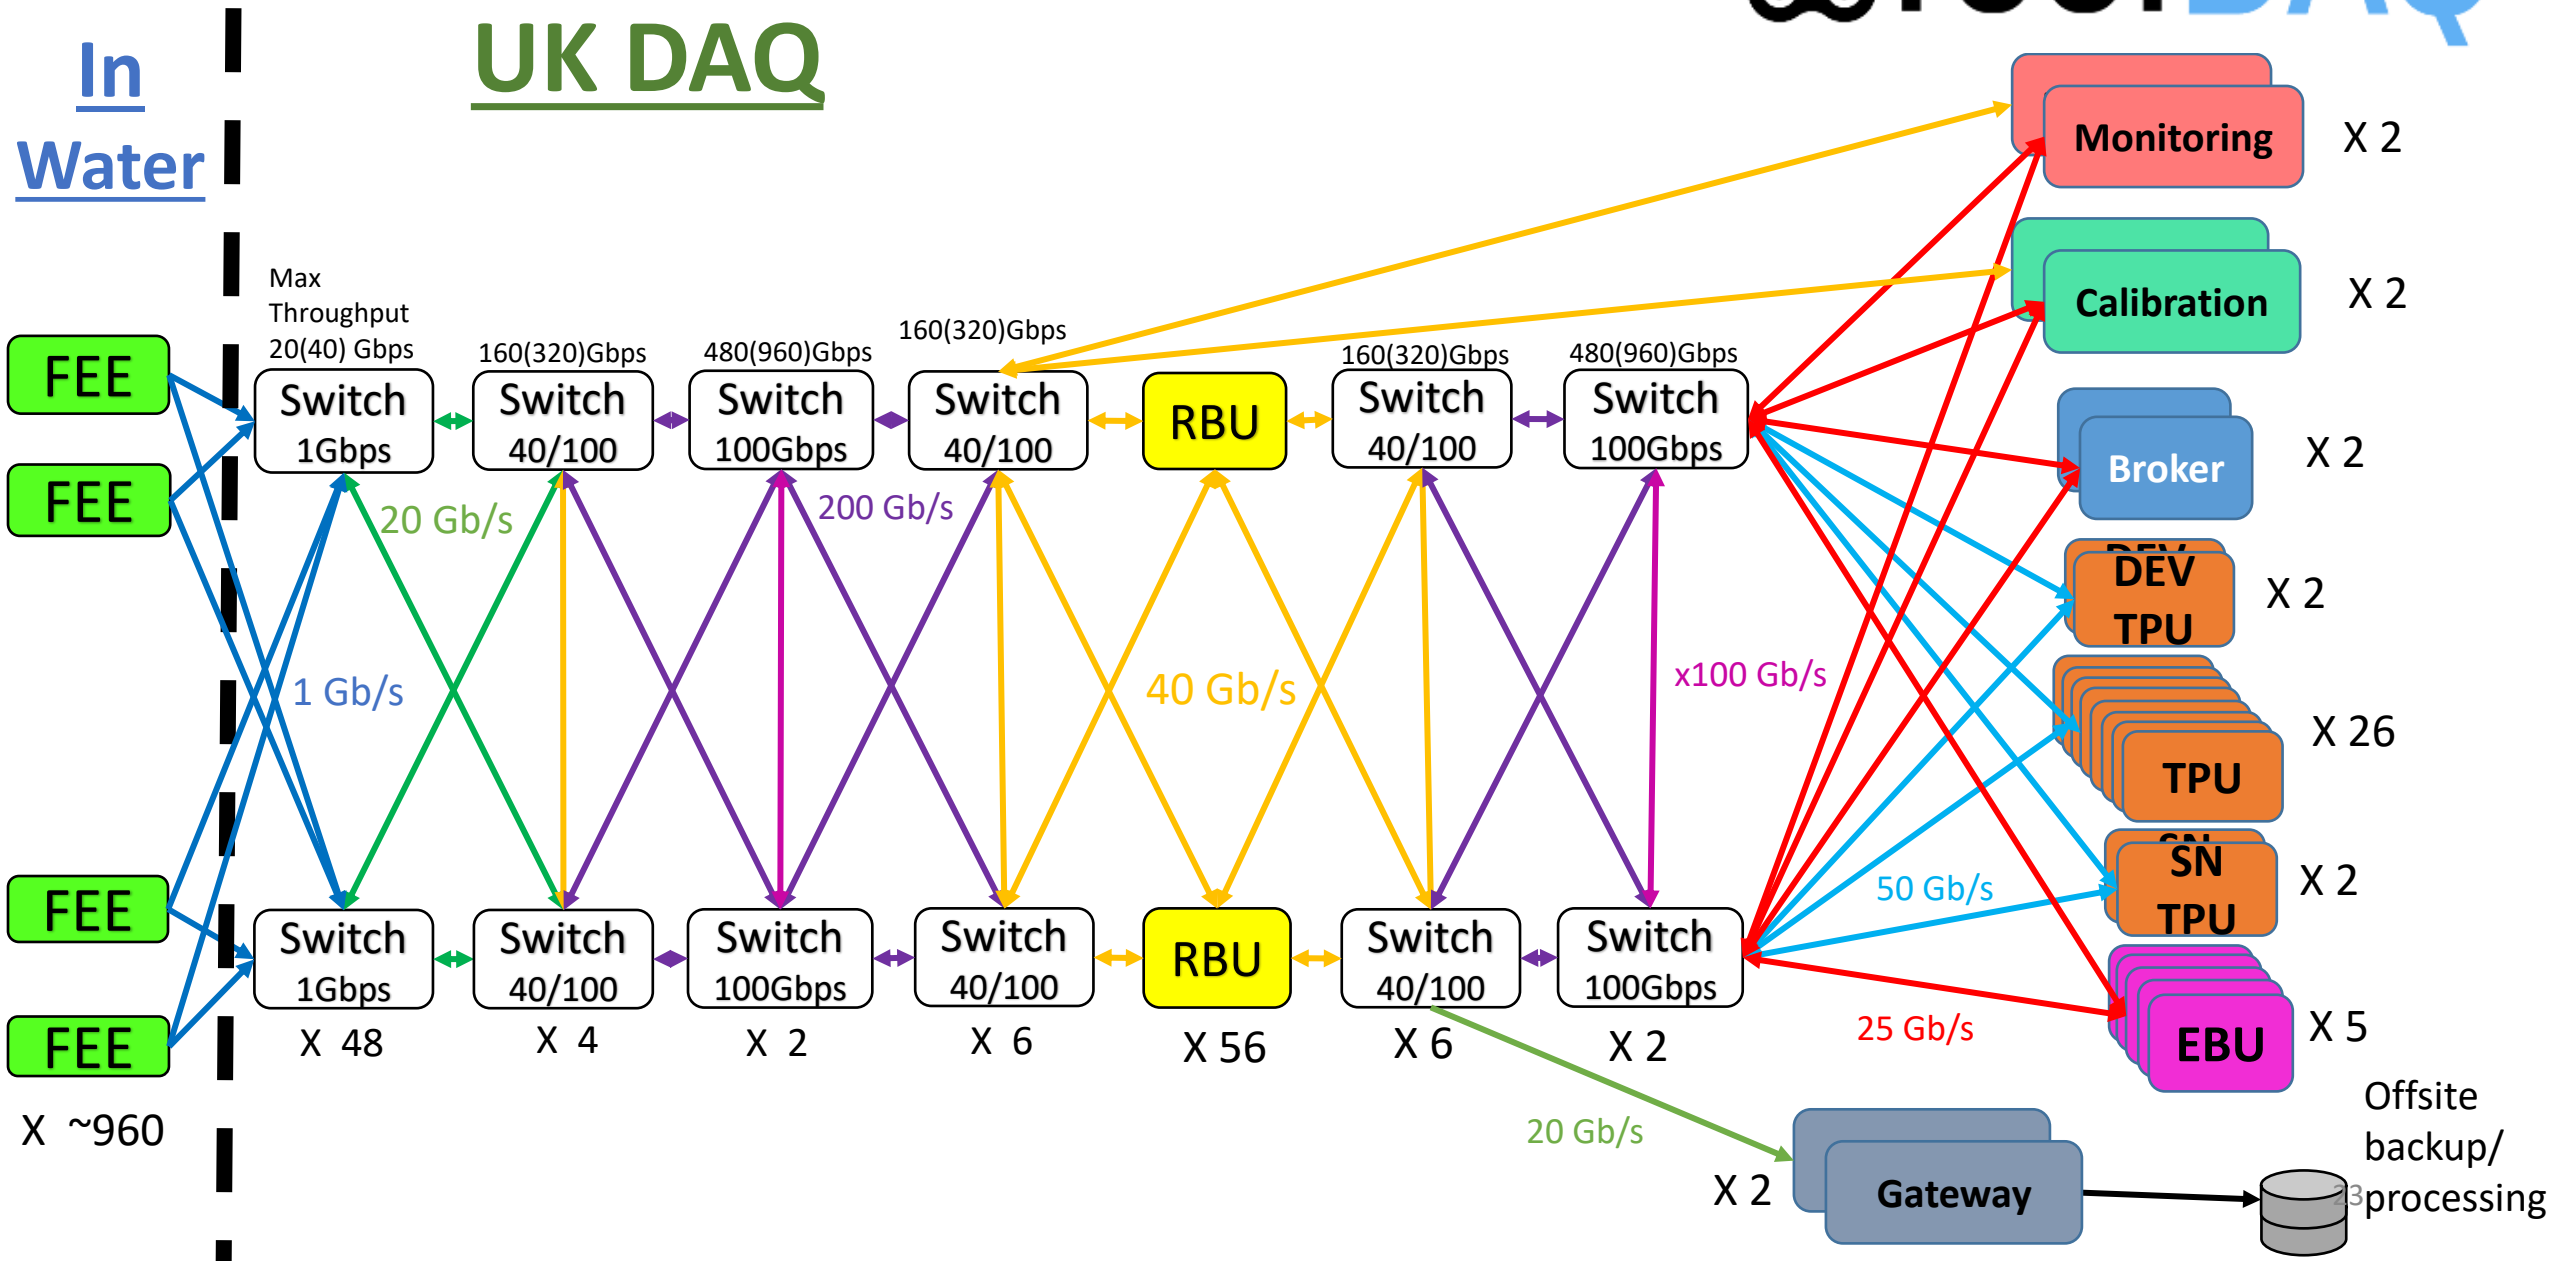 In
Water
UK DAQ
ToolDAQ
Max
Throughput
20(40) Gbps
160(320)Gbps
480(960)Gbps
160(320)Gbps
160(320)Gbps
480(960)Gbps
FEE
FEE
FEE
FEE
X ~960
Switch
1Gbps
Switch
40/100
Switch
100Gbps
Switch
40/100
RBU
Switch
40/100
Switch
100Gbps
1 Gb/s
20 Gb/s
200 Gb/s
40 Gb/s
x100 Gb/s
50 Gb/s
25 Gb/s
20 Gb/s
Switch
1Gbps
X 48
Switch
40/100
X 4
Switch
100Gbps
X 2
Switch
40/100
X 6
RBU
X 56
Switch
40/100
X 6
Switch
100Gbps
X 2
Monitoring
X 2
Calibration
X 2
Broker
X 2
DEV
DEV
TPU
X 2
TPU
X 26
SN
SN
TPU
X 2
EBU
X 5
X 2
Gateway
Offsite
backup/
processing
23